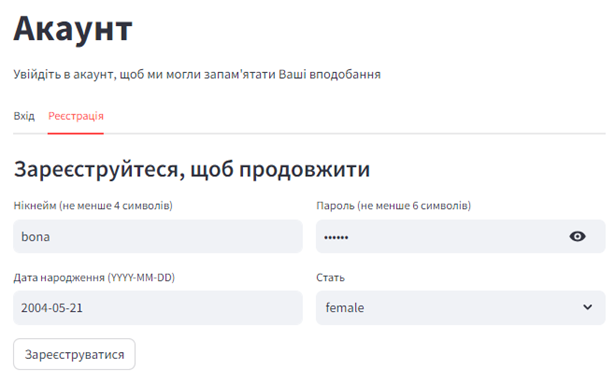 Акаунт
Увійдіть в акаунт, щоб ми могли запам'ятати Ваші вподобання
Вхід Реєстрація
Зареєструйтеся, щоб продовжити
Нікнейм (не менше 4 символів) Пароль (не менше 6 символів)
bona ••••••
Дата народження (YYYY-MM-DD) Стать
2004-05-21 female
Зареєструватися